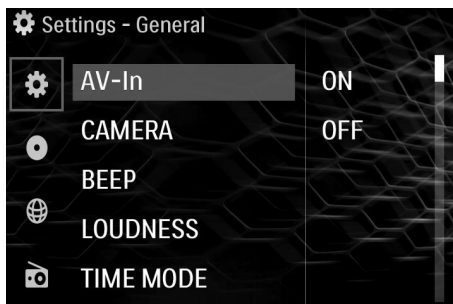 Settings - General
AV-In ON
CAMERA OFF
BEEP
LOUDNESS
TIME MODE